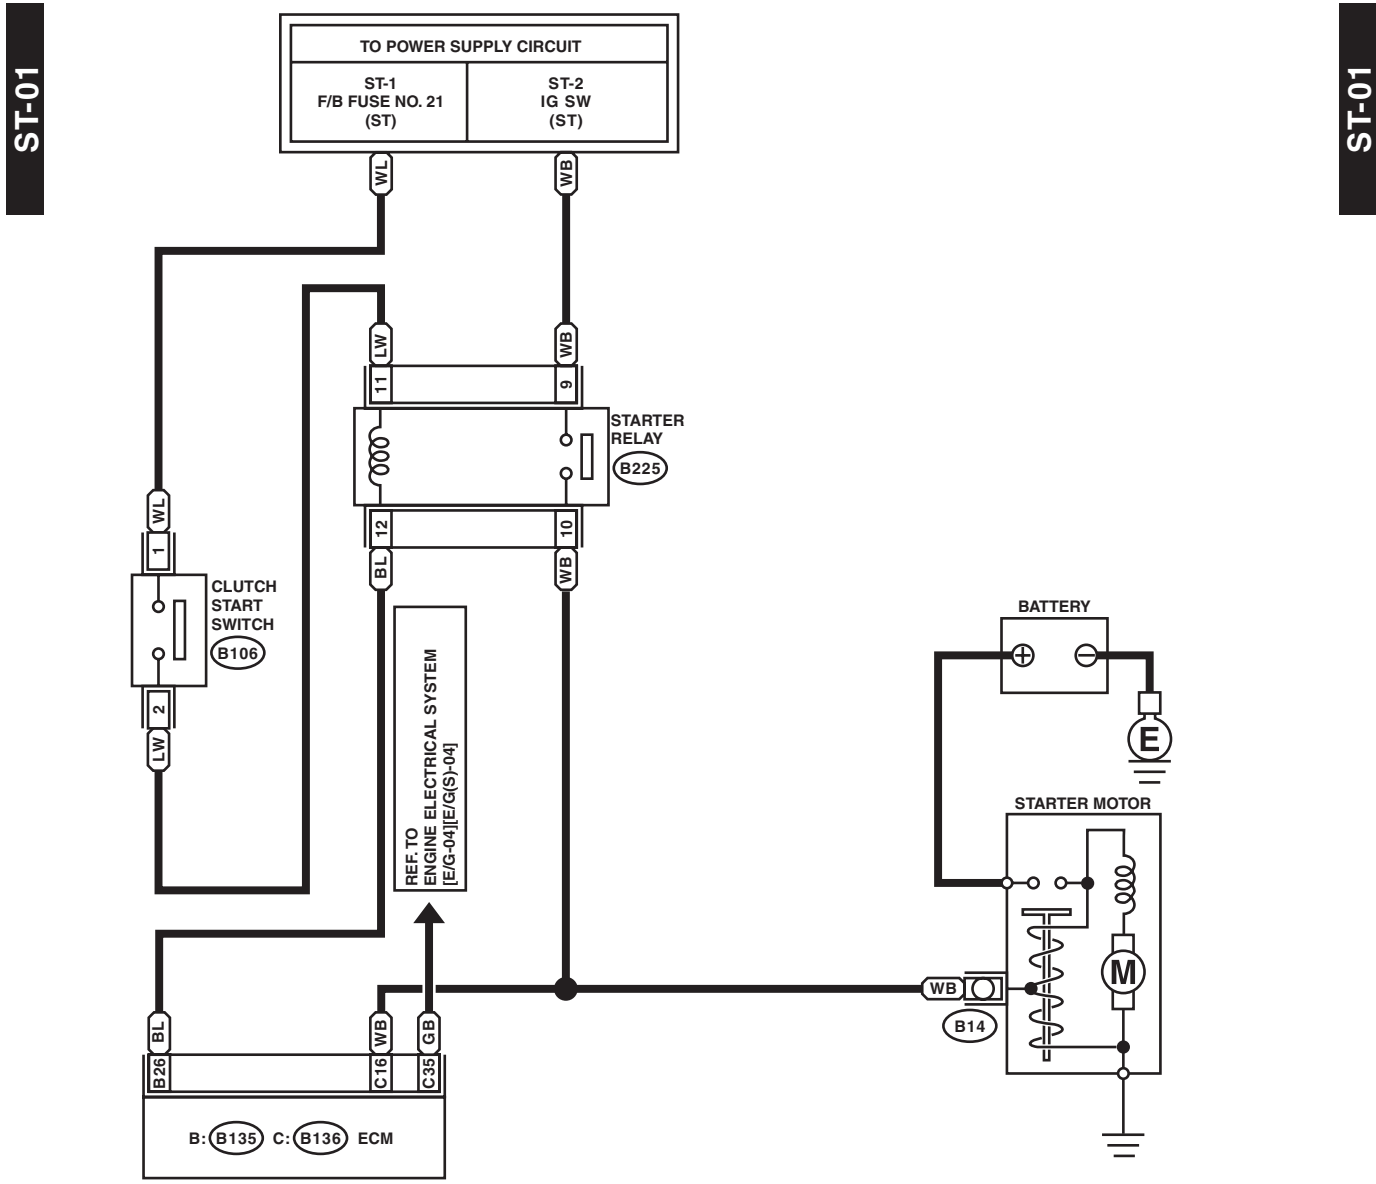 ST-01
ST-01
TO POWER SUPPLY CIRCUIT
ST-1
F/B FUSE NO. 21
(ST)
ST-2
IG SW
(ST)
WL
WB
LW
WB
11
9
STARTER
RELAY
B225
12
10
BL
WB
WL
1
CLUTCH
START
SWITCH
B106
2
LW
REF. TO
ENGINE ELECTRICAL SYSTEM
[E/G-04][E/G(S)-04]
BATTERY
+
−
E
STARTER MOTOR
M
WB
B14
BL
WB
GB
B26
C16
C35
B: B135 C: B136 ECM